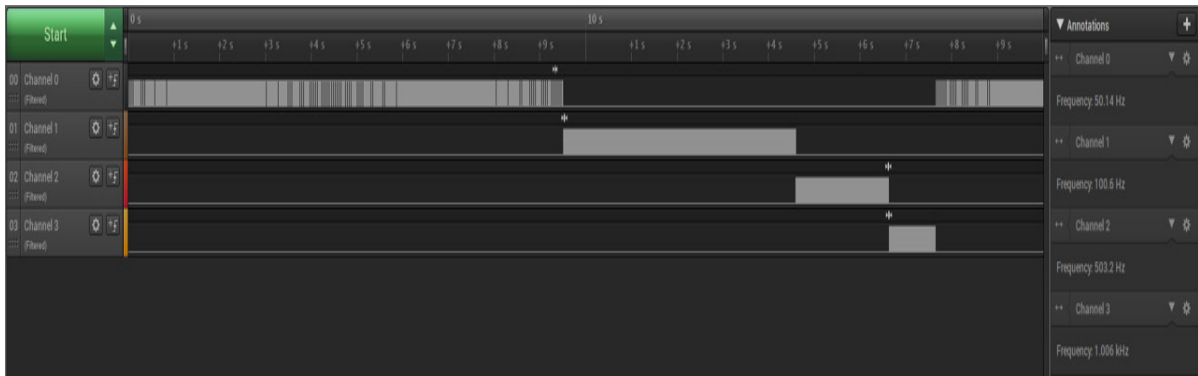 Start
0 s
10 s
+1 s +2 s +3 s +4 s +5 s +6 s +7 s +8 s +9 s
+1 s +2 s +3 s +4 s +5 s +6 s +7 s +8 s +9 s
00 Channel 0
(Filtered)
01 Channel 1
(Filtered)
02 Channel 2
(Filtered)
03 Channel 3
(Filtered)
Annotations
Channel 0
Frequency: 50.14 Hz
Channel 1
Frequency: 100.6 Hz
Channel 2
Frequency: 503.2 Hz
Channel 3
Frequency: 1.006 kHz